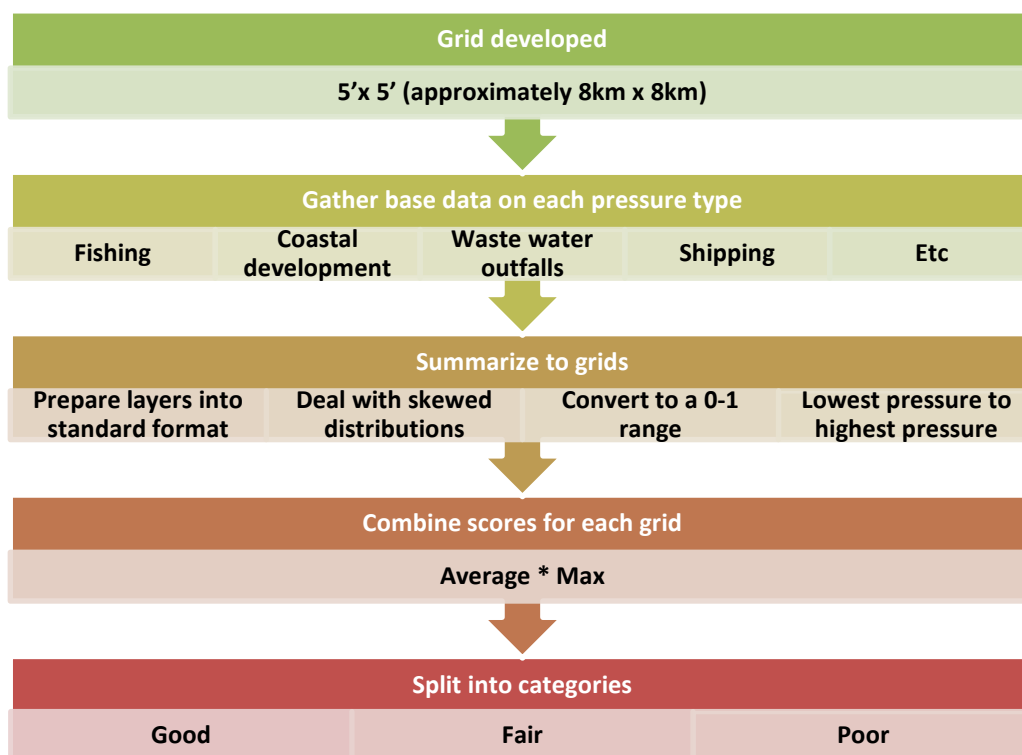 Grid developed
5’x 5’ (approximately 8km x 8km)
Gather base data on each pressure type
Fishing
Coastal
development
Waste water
outfalls
Shipping
Etc
Summarize to grids
Prepare layers into
standard format
Deal with skewed
distributions
Convert to a 0-1
range
Lowest pressure to
highest pressure
Combine scores for each grid
Average * Max
Split into categories
Good
Fair
Poor